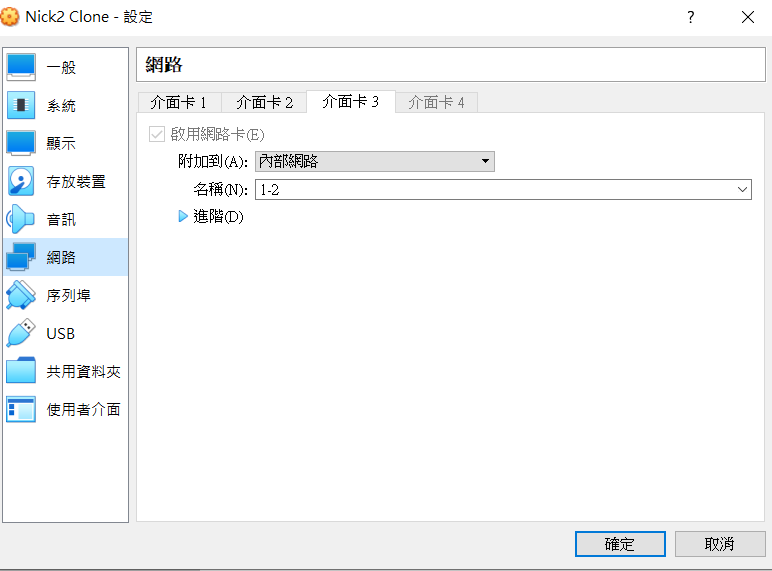 Nick2 Clone - 設定
?
一般
系統
顯示
存放裝置
音訊
網路
序列埠
USB
共用資料夾
使用者介面
網路
介面卡 1 介面卡 2 介面卡 3 介面卡 4
啟用網路卡(E)
附加到(A): 內部網路
名稱(N): 1-2
進階(D)
確定 取消